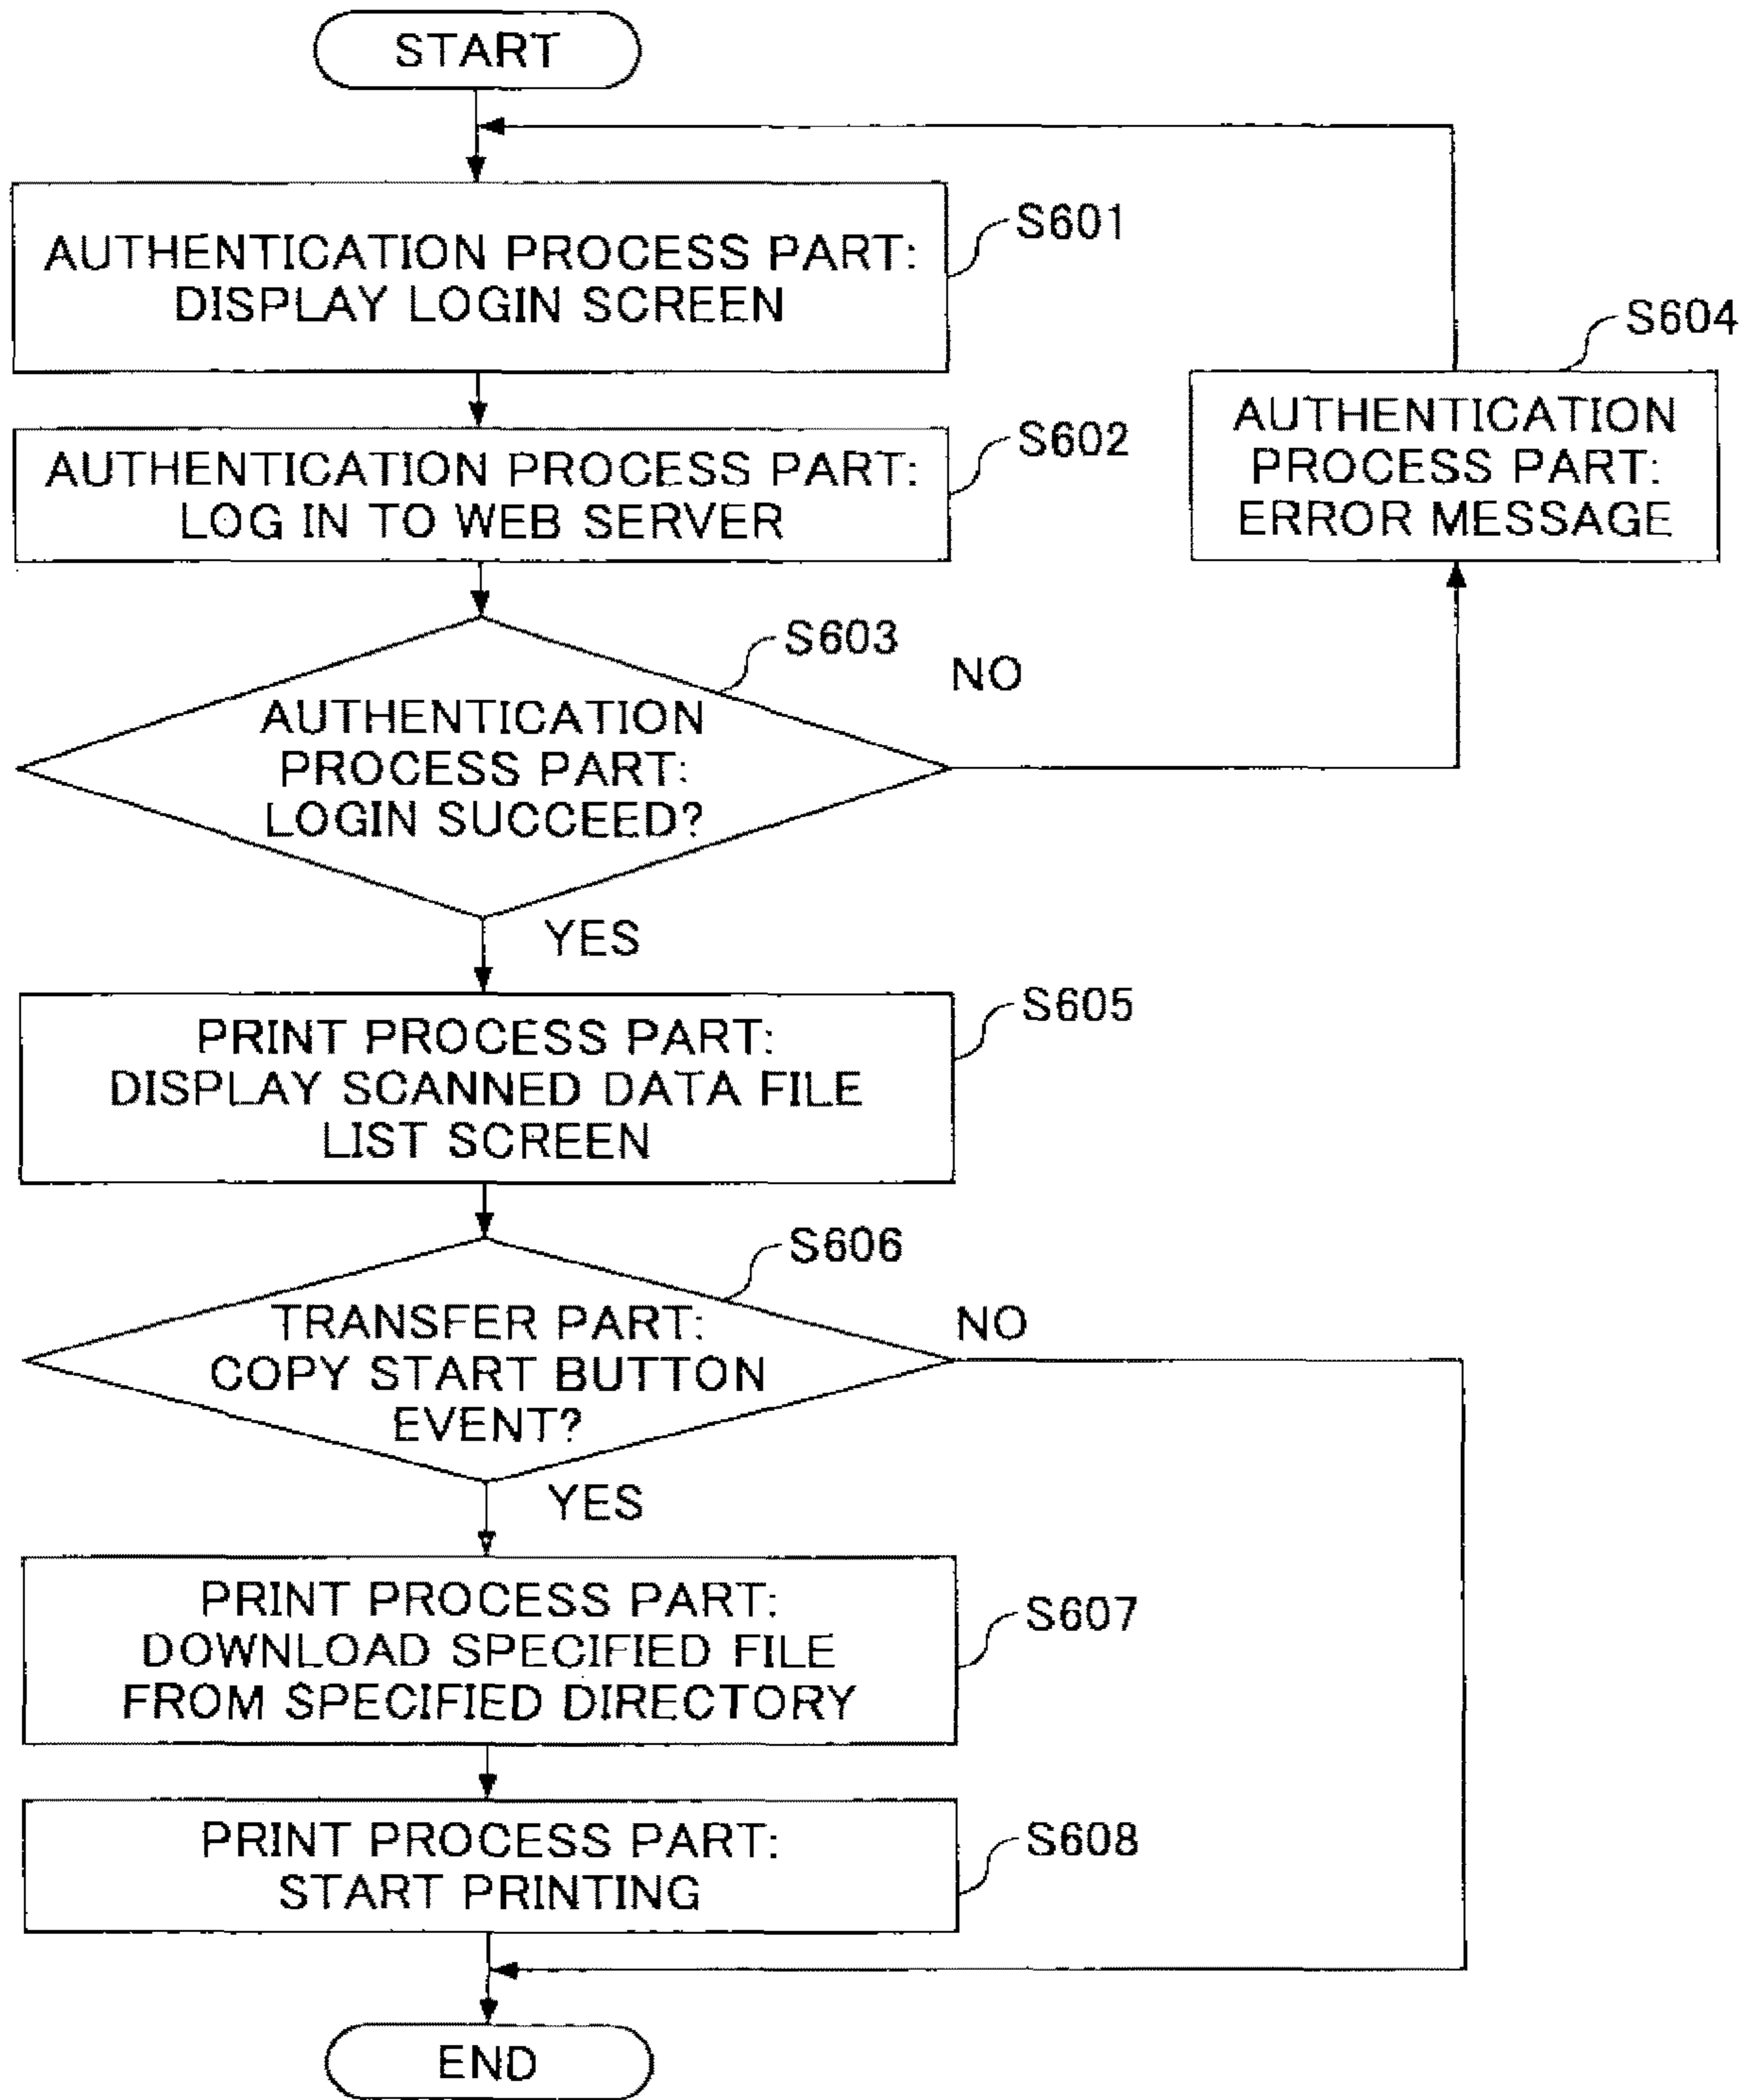 START
AUTHENTICATION PROCESS PART:
DISPLAY LOGIN SCREEN
S601
AUTHENTICATION PROCESS PART:
LOG IN TO WEB SERVER
S602
S604
AUTHENTICATION
PROCESS PART:
ERROR MESSAGE
S603
NO
AUTHENTICATION
PROCESS PART:
LOGIN SUCCEED?
YES
PRINT PROCESS PART:
DISPLAY SCANNED DATA FILE
LIST SCREEN
S605
S606
NO
TRANSFER PART:
COPY START BUTTON
EVENT?
YES
PRINT PROCESS PART:
DOWNLOAD SPECIFIED FILE
FROM SPECIFIED DIRECTORY
S607
PRINT PROCESS PART:
START PRINTING
S608
END